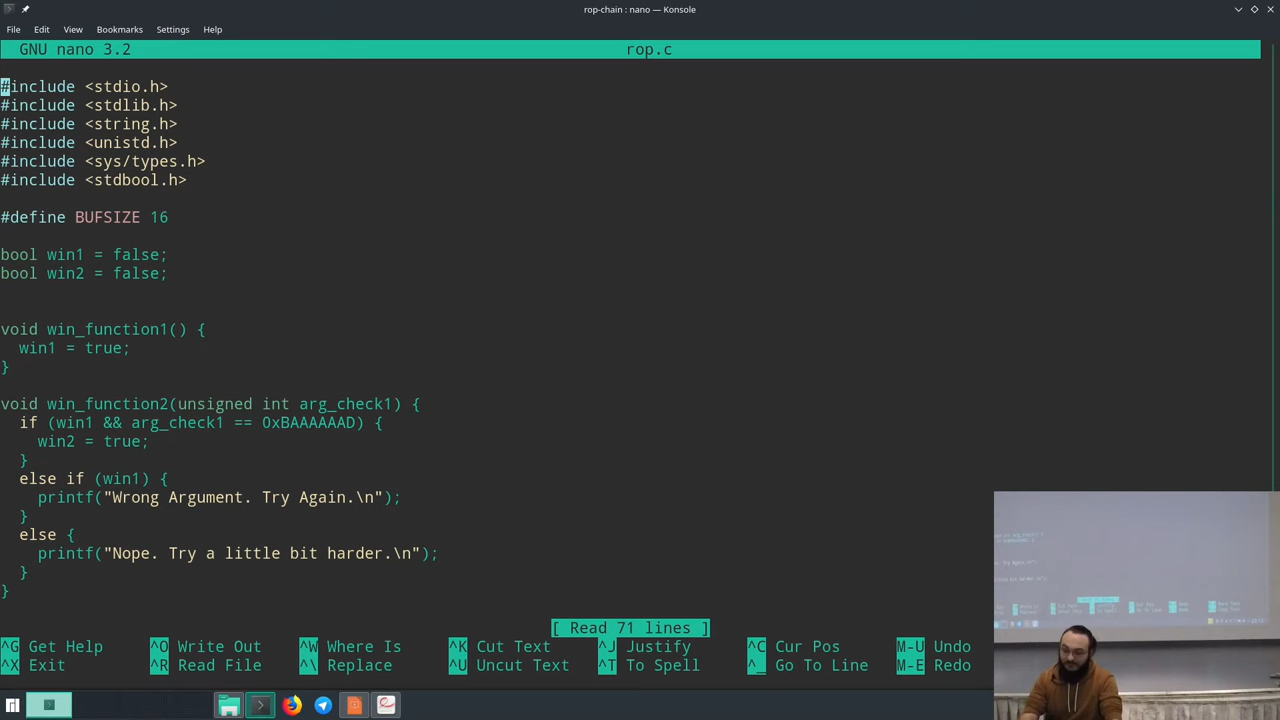 rop-chain : nano — Konsole
File Edit View Bookmarks Settings Help
GNU nano 3.2 rop.c
#include <stdio.h>
#include <stdlib.h>
#include <string.h>
#include <unistd.h>
#include <sys/types.h>
#include <stdbool.h>
#define BUFSIZE 16
bool win1 = false;
bool win2 = false;
void win_function1() {
win1 = true;
}
void win_function2(unsigned int arg_check1) {
if (win1 && arg_check1 == 0xBAAAAAAD) {
win2 = true;
}
else if (win1) {
printf("Wrong Argument. Try Again.\n");
}
else {
printf("Nope. Try a little bit harder.\n");
}
}
[ Read 71 lines ]
^G Get Help ^O Write Out ^W Where Is ^K Cut Text ^J Justify ^C Cur Pos M-U Undo
^X Exit ^R Read File ^\ Replace ^U Uncut Text ^T To Spell ^_ Go To Line M-E Redo